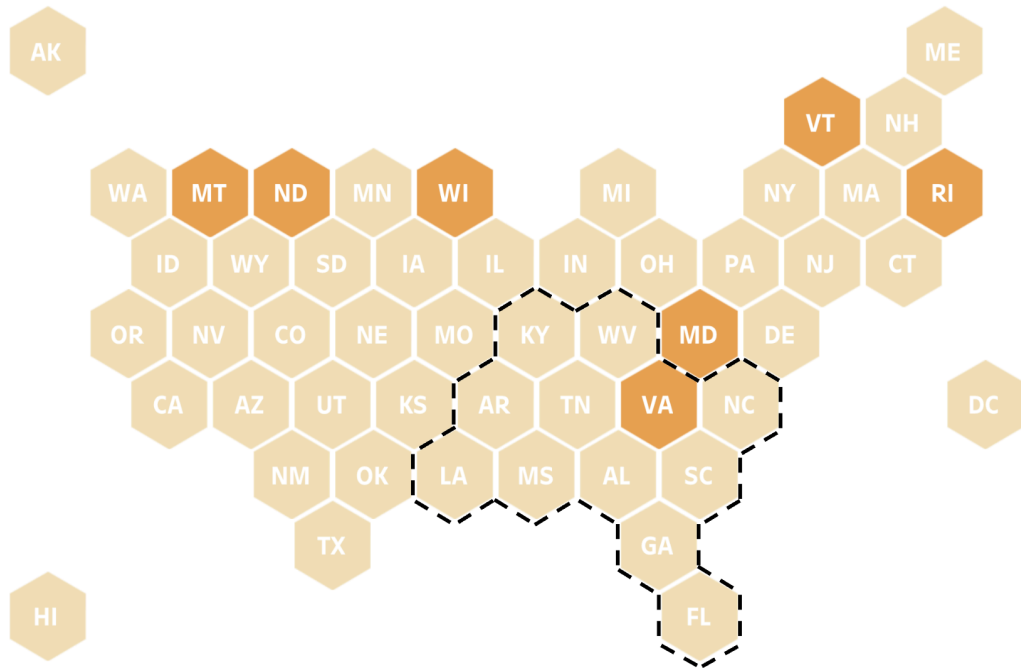 AK
ME
VT NH
WA MT ND MN WI MI NY MA RI
ID WY SD IA IL IN OH PA NJ CT
OR NV CO NE MO KY WV MD DE
CA AZ UT KS AR TN VA NC DC
NM OK LA MS AL SC
TX GA
HI FL